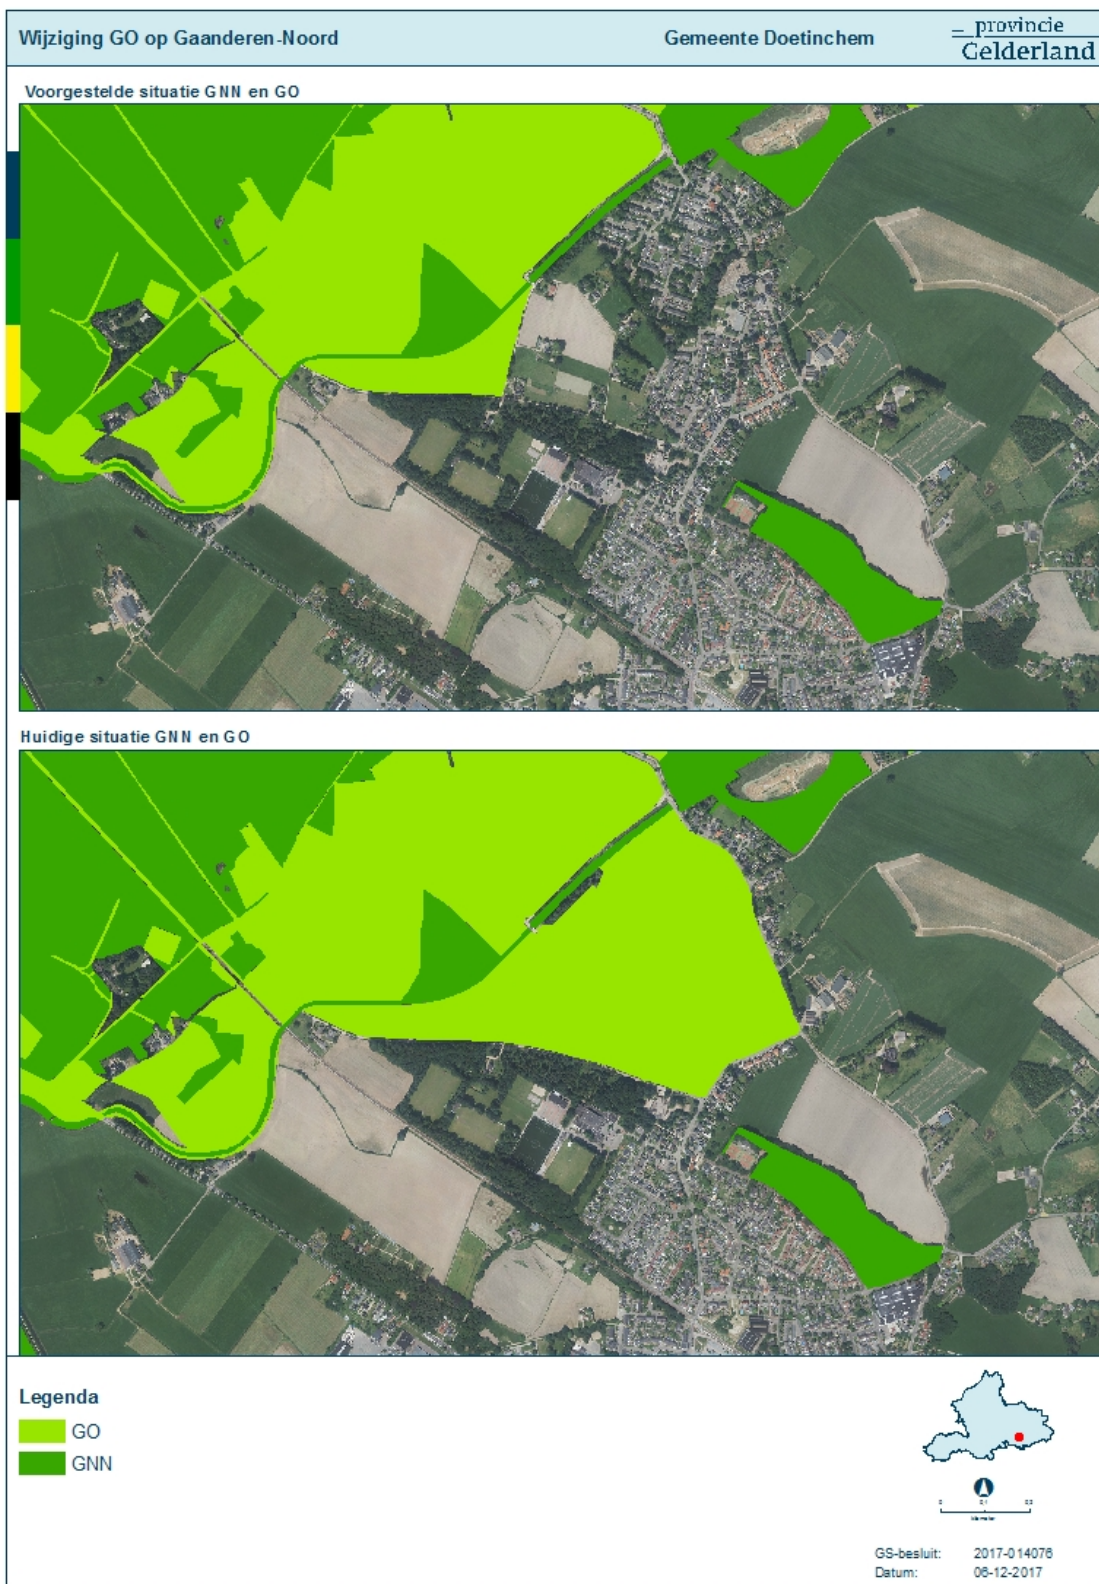 Wijziging GO op Gaanderen-Noord
Gemeente Doetinchem
provincie
Gelderland
Voorgestelde situatie GNN en GO
Huidige situatie GNN en GO
Legenda
GO
GNN
GS-besluit: 2017-014076
Datum: 06-12-2017